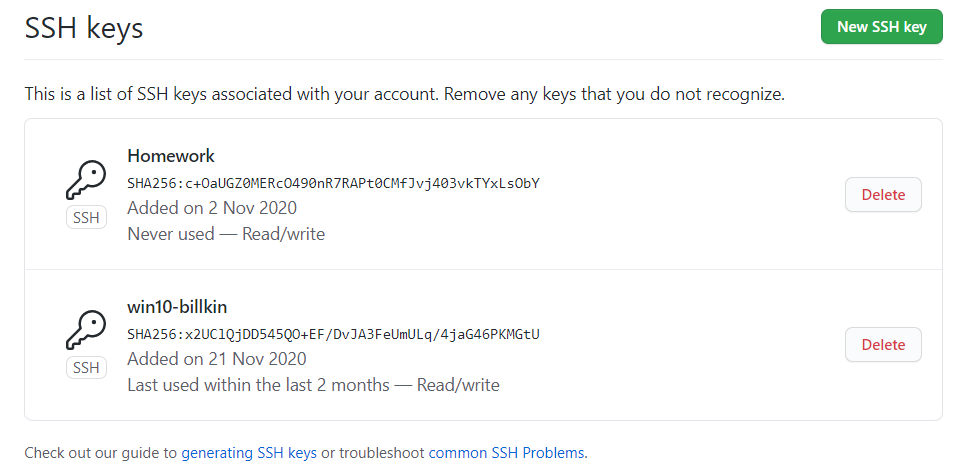 SSH keys
New SSH key
This is a list of SSH keys associated with your account. Remove any keys that you do not recognize.
Homework
SHA256:c+OaUGZ0MERcO490nR7RAPt0CMfJvj403vkTYxLsObY
Added on 2 Nov 2020
Never used — Read/write
SSH
Delete
win10-billkin
SHA256:x2UClQjDD545QO+EF/DvJA3FeUmULq/4jaG46PKMGtU
Added on 21 Nov 2020
Last used within the last 2 months — Read/write
SSH
Delete
Check out our guide to generating SSH keys or troubleshoot common SSH Problems.